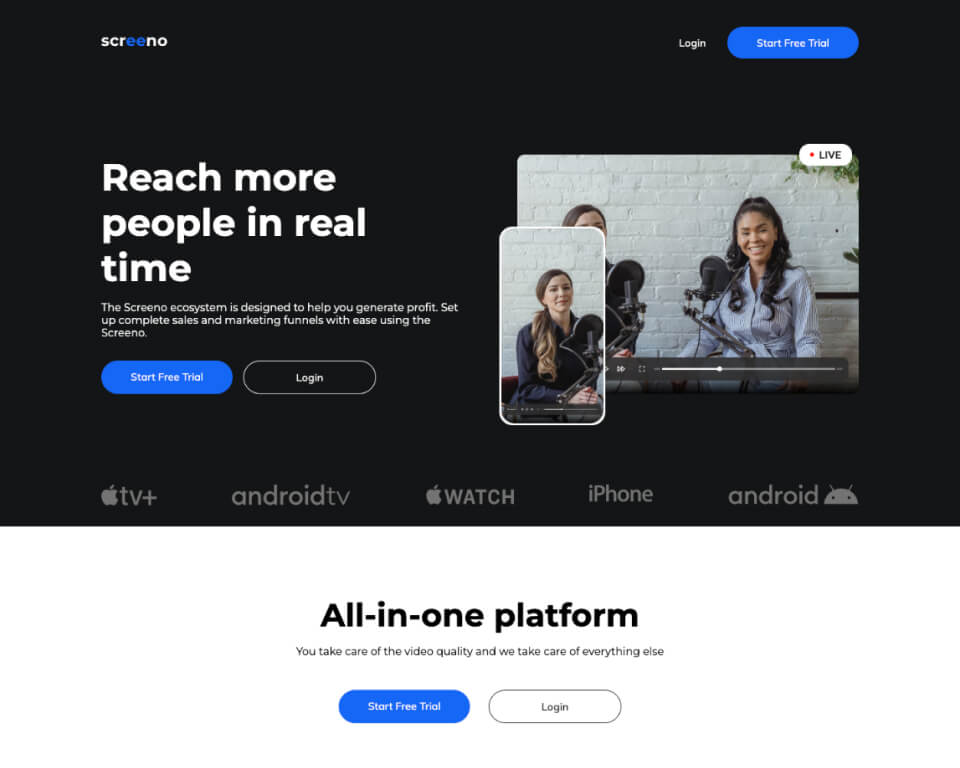 screeno
Login
Start Free Trial
LIVE
Reach more
people in real
time
The Screeno ecosystem is designed to help you generate profit. Set
up complete sales and marketing funnels with ease using the
Screeno.
Start Free Trial
Login
tv+
androidtv
WATCH
iPhone
android
All-in-one platform
You take care of the video quality and we take care of everything else
Start Free Trial
Login